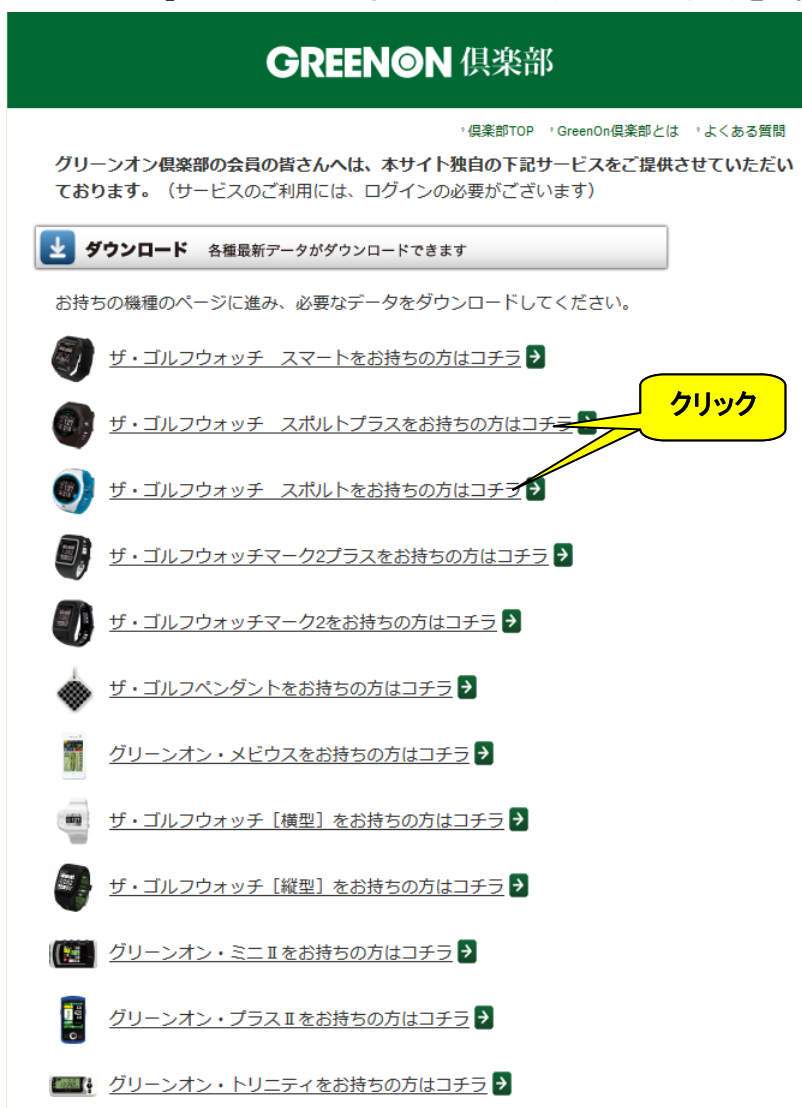 GREENON 倶楽部
倶楽部TOP GreenOn倶楽部とは よくある質問
グリーンオン倶楽部の会員の皆さんへは、本サイト独自の下記サービスをご提供させていただい
ております。（サービスのご利用には、ログインの必要がございます）
ダウンロード 各種最新データがダウンロードできます
お持ちの機種のページに進み、必要なデータをダウンロードしてください。
ザ・ゴルフウォッチ　スマートをお持ちの方はコチラ
クリック
ザ・ゴルフウォッチ　スポルトプラスをお持ちの方はコチラ
ザ・ゴルフウォッチ　スポルトをお持ちの方はコチラ
ザ・ゴルフウォッチマーク2プラスをお持ちの方はコチラ
ザ・ゴルフウォッチマーク2をお持ちの方はコチラ
ザ・ゴルフペンダントをお持ちの方はコチラ
グリーンオン・メビウスをお持ちの方はコチラ
ザ・ゴルフウォッチ［横型］をお持ちの方はコチラ
ザ・ゴルフウォッチ［縦型］をお持ちの方はコチラ
グリーンオン・ミニⅡをお持ちの方はコチラ
グリーンオン・プラスⅡをお持ちの方はコチラ
グリーンオン・トリニティをお持ちの方はコチラ